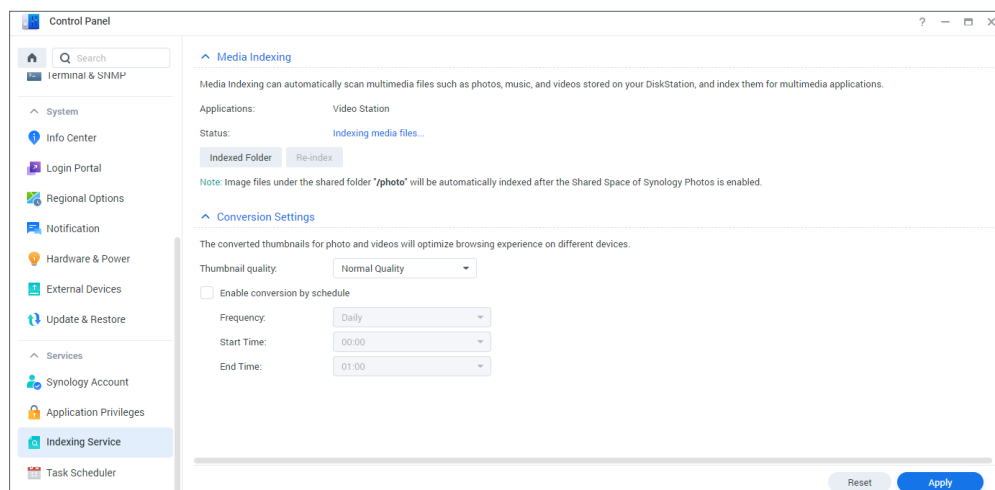 Control Panel
Search
Terminal & SNMP
System
Info Center
Login Portal
Regional Options
Notification
Hardware & Power
External Devices
Update & Restore
Services
Synology Account
Application Privileges
Indexing Service
Task Scheduler
Media Indexing
Media Indexing can automatically scan multimedia files such as photos, music, and videos stored on your DiskStation, and index them for multimedia applications.
Applications: Video Station
Status: Indexing media files...
Indexed Folder Re-index
Note: Image files under the shared folder "/photo" will be automatically indexed after the Shared Space of Synology Photos is enabled.
Conversion Settings
The converted thumbnails for photo and videos will optimize browsing experience on different devices.
Thumbnail quality: Normal Quality
Enable conversion by schedule
Frequency: Daily
Start Time: 00:00
End Time: 01:00
Reset Apply